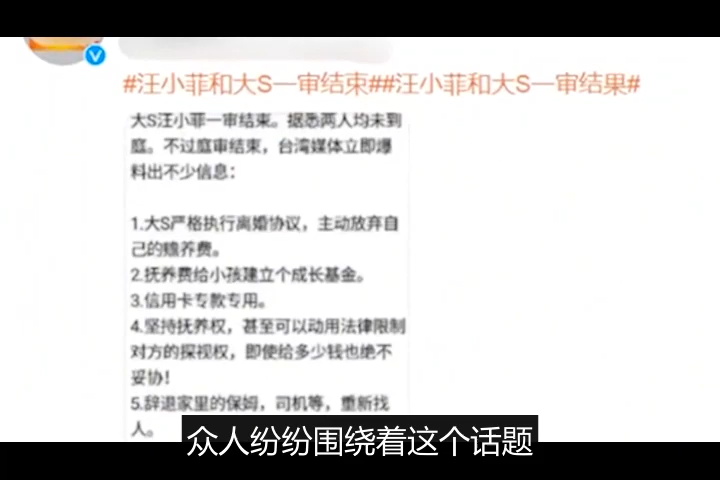 #汪小菲和大S一审结束##汪小菲和大S一审结果#
大S汪小菲一审结束。据悉两人均未到
庭。不过庭审结束，台湾媒体立即爆
料出不少信息：
1.大S严格执行离婚协议，主动放弃自
己的赡养费。
2.抚养费给小孩建立个成长基金。
3.信用卡专款专用。
4.坚持抚养权，甚至可以动用法律限制
对方的探视权，即使给多少钱也绝不
妥协！
5.辞退家里的保姆，司机等，重新找
人。
众人纷纷围绕着这个话题